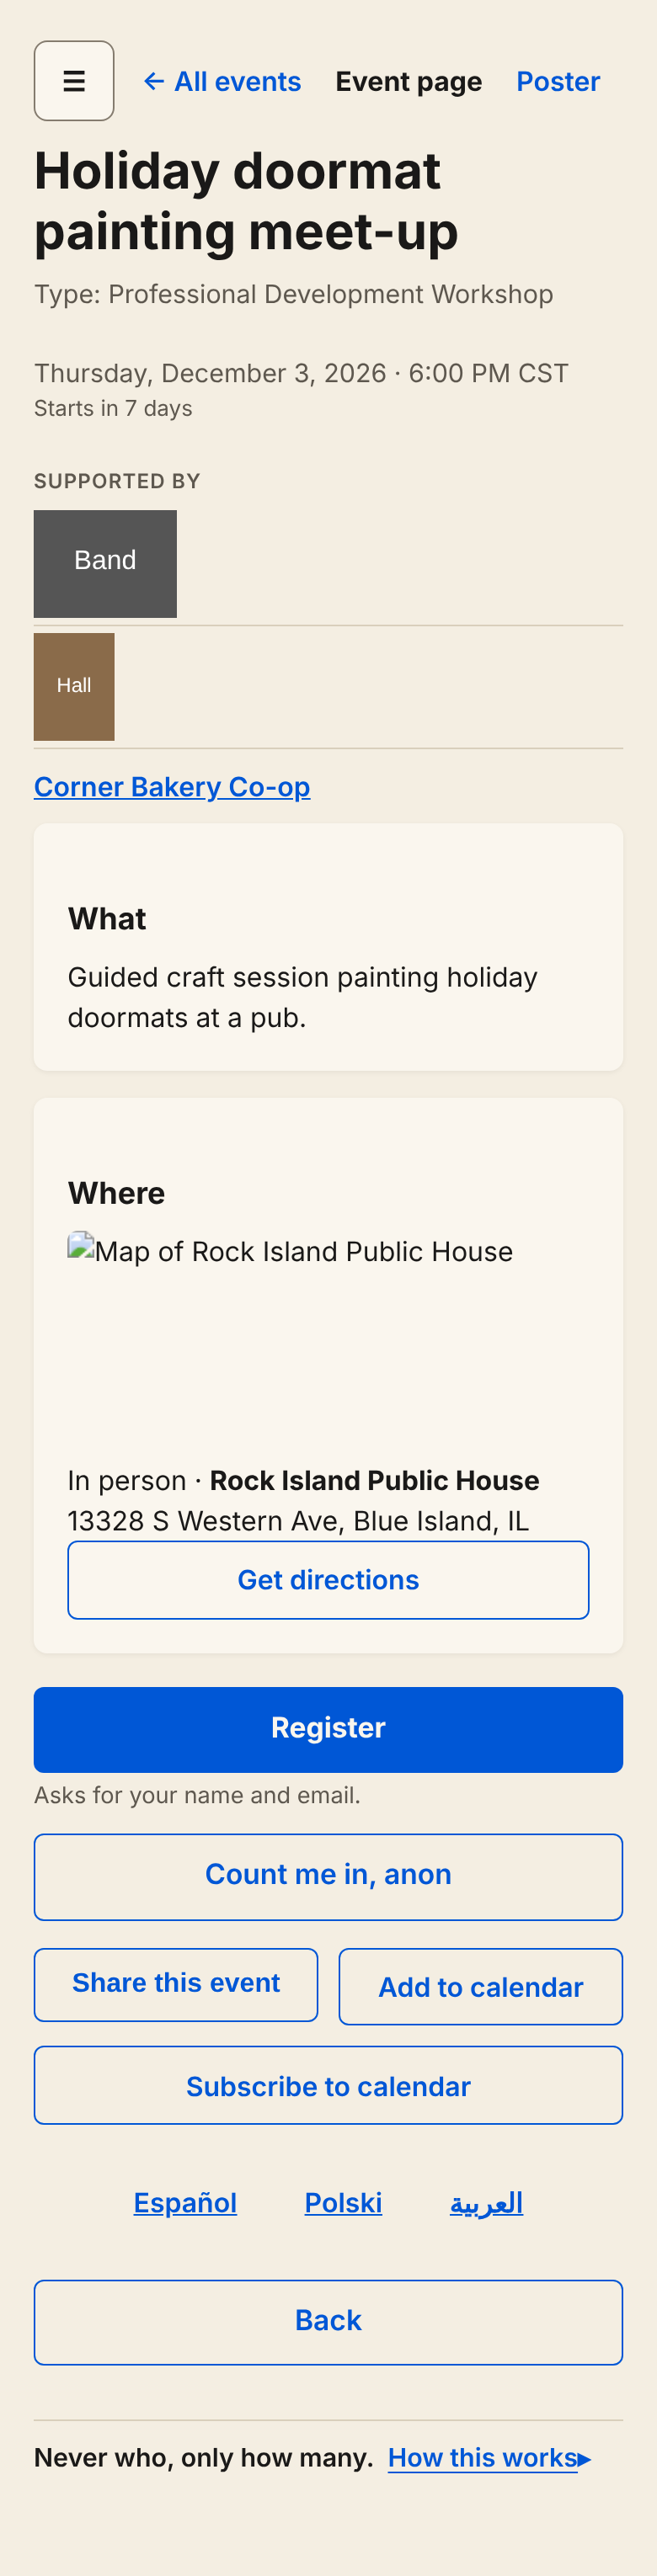 ☰ ← All events Event page Poster
Holiday doormat
painting meet-up
Type: Professional Development Workshop
Thursday, December 3, 2026 · 6:00 PM CST
Starts in 7 days
SUPPORTED BY
Band
Hall
Corner Bakery Co-op
What
Guided craft session painting holiday
doormats at a pub.
Where
Map of Rock Island Public House
In person · Rock Island Public House
13328 S Western Ave, Blue Island, IL
Get directions
Register
Asks for your name and email.
Count me in, anon
Share this event Add to calendar
Subscribe to calendar
Español Polski العربية
Back
Never who, only how many. How this works▸